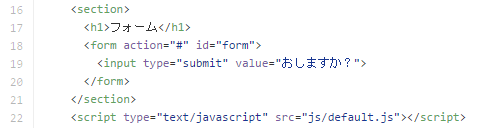 16 <section>
17 <h1>フォーム</h1>
18 <form action="#" id="form">
19 <input type="submit" value="おしますか？">
20 </form>
21 </section>
22 <script type="text/javascript" src="js/default.js"></script>